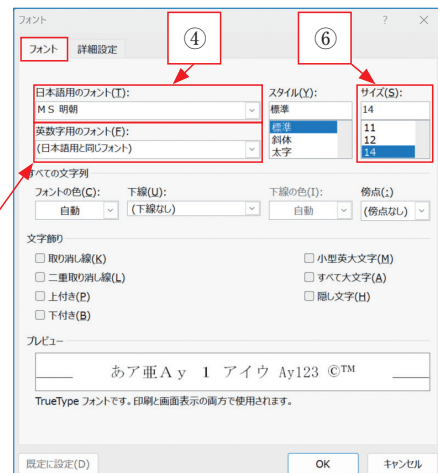 フォント ? ×
フォント 詳細設定
④ ⑥
日本語用のフォント(T): スタイル(Y): サイズ(S):
ＭＳ 明朝 標準 14
英数字用のフォント(F): 標準 11
(日本語用と同じフォント) 斜体 12
太字 14
すべての文字列
フォントの色(C): 下線(U): 下線の色(I): 傍点(;)
自動 (下線なし) 自動 (傍点なし)
文字飾り
取り消し線(K) 小型英大文字(M)
二重取り消し線(L) すべて大文字(A)
上付き(P) 隠し文字(H)
下付き(B)
プレビュー
あア亜Ａｙ １ アイウ Ay123 ©™
TrueType フォントです。印刷と画面表示の両方で使用されます。
既定に設定(D) OK キャンセル